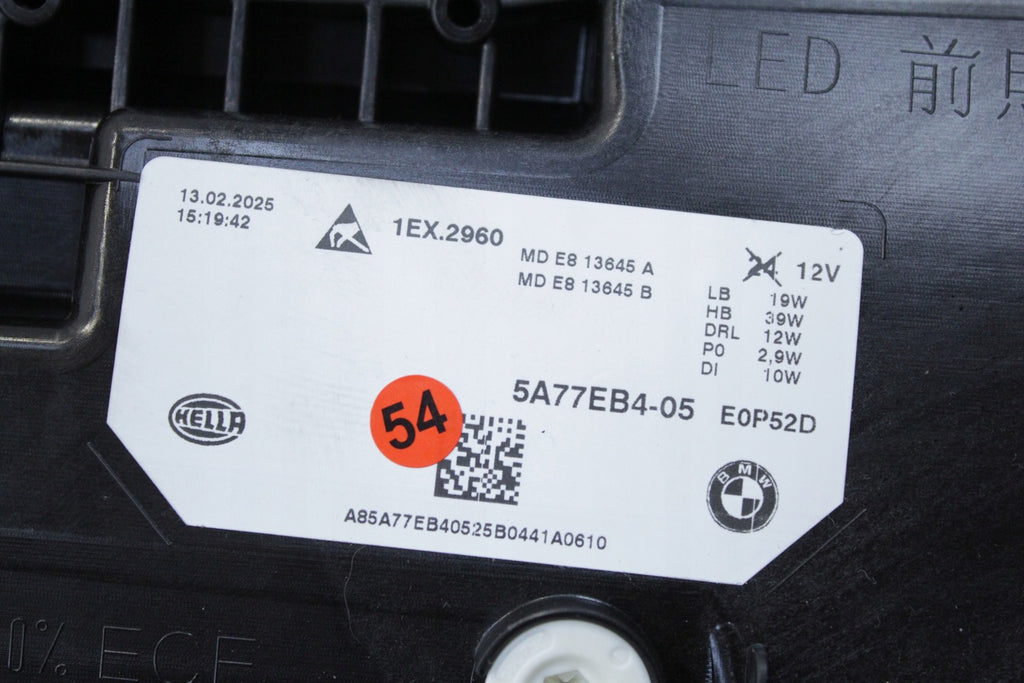 LED 前
13.02.2025
15:19:42
1EX.2960
MD E8 13645 A
MD E8 13645 B
24 12V
LB 19W
HB 39W
DRL 12W
P0 2,9W
DI 10W
5A77EB4-05 E0P52D
54
HELLA
BMW
A85A77EB40525B0441A0610
0% ECE